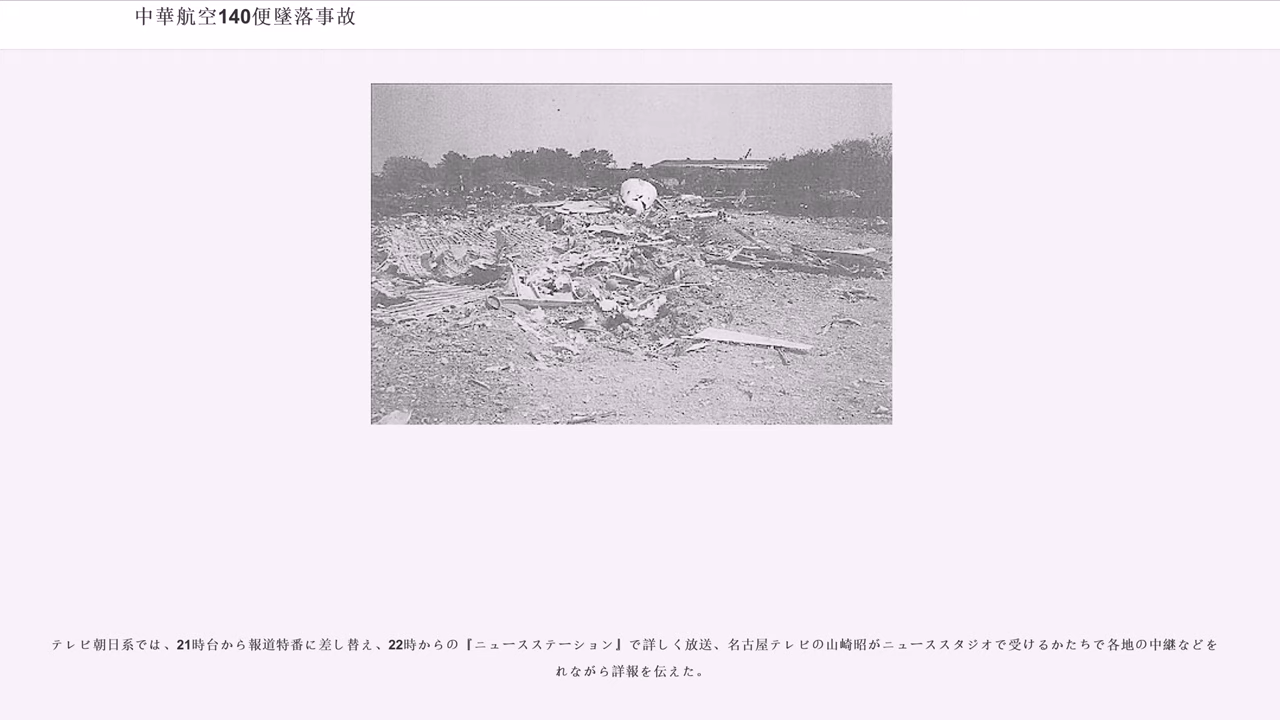 中華航空140便墜落事故
テレビ朝日系では、21時台から報道特番に差し替え、22時からの『ニュースステーション』で詳しく放送、名古屋テレビの山崎昭がニューススタジオで受けるかたちで各地の中継などを
れながら詳報を伝えた。